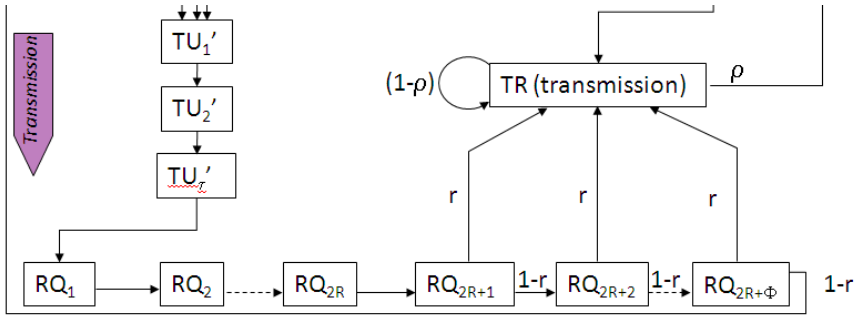 Transmission
TU₁’
TU₂’
TUτ’
(1-ρ)
TR (transmission)
ρ
r
r
r
RQ₁
RQ₂
RQ₂R
RQ₂R₊₁
1-r
RQ₂R₊₂
1-r
RQ₂R₊Φ
1-r